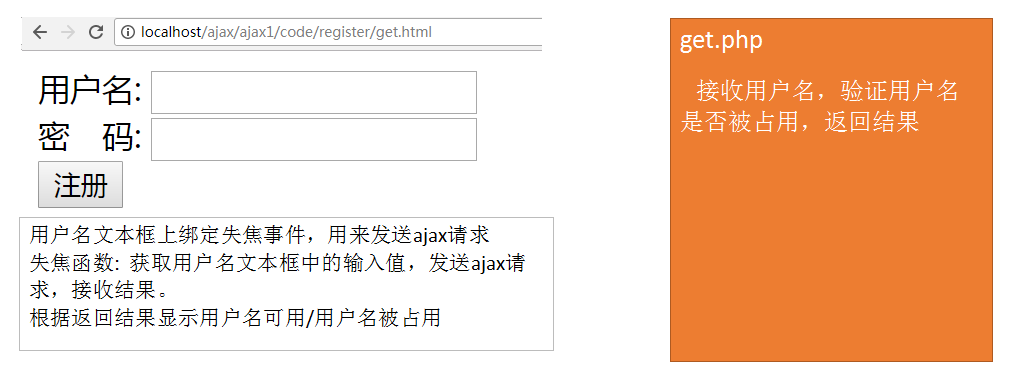 localhost/ajax/ajax1/code/register/get.html
用户名:
密 码:
注册
用户名文本框上绑定失焦事件，用来发送ajax请求
失焦函数: 获取用户名文本框中的输入值，发送ajax请
求，接收结果。
根据返回结果显示用户名可用/用户名被占用
get.php
接收用户名，验证用户名
是否被占用，返回结果